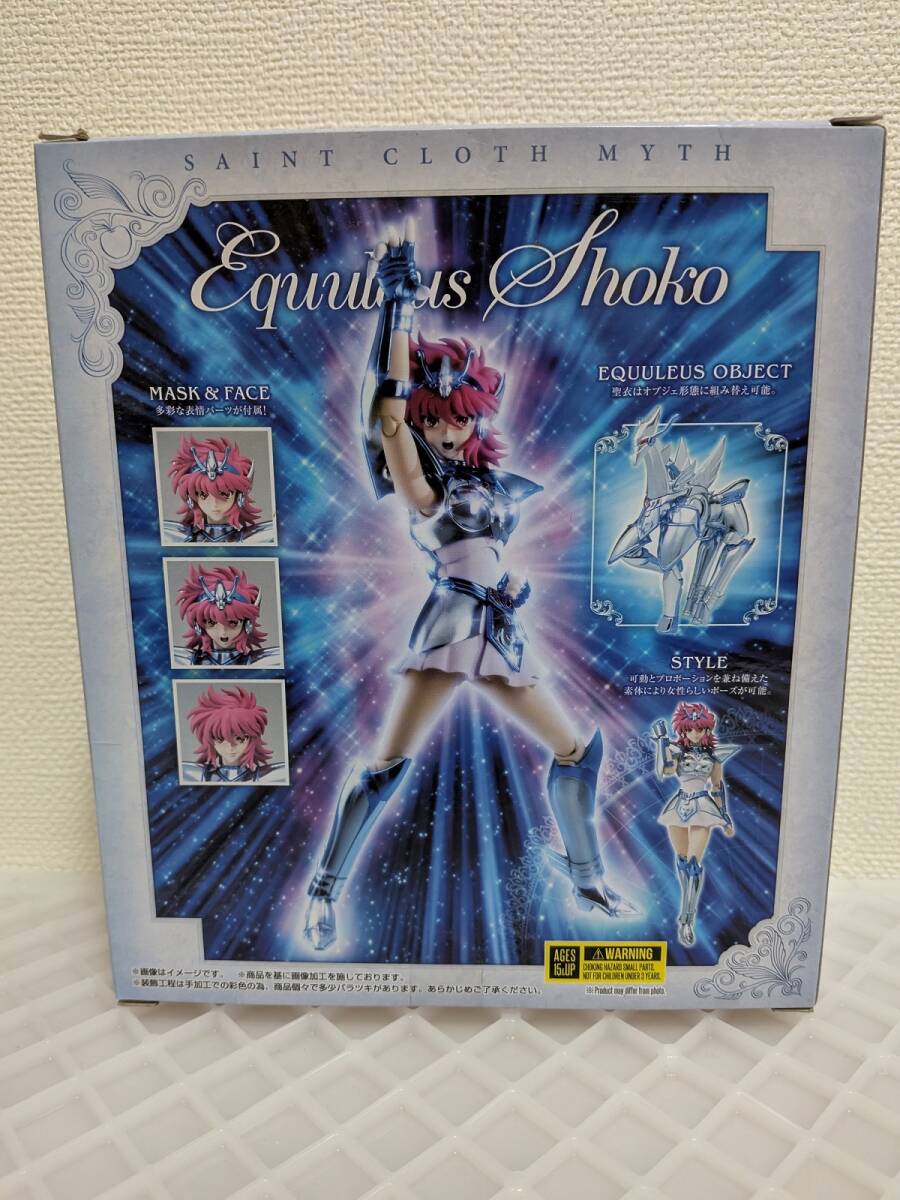 SAINT CLOTH MYTH
Equuleus Shoko
MASK & FACE
多彩な表情パーツが付属!
EQUULEUS OBJECT
聖衣はオブジェ形態に組み替え可能。
STYLE
可動とプロポーションを兼ね備えた
素体により女性らしいポーズが可能。
AGES
15&UP
WARNING
CHOKING HAZARD SMALL PARTS.
NOT FOR CHILDREN UNDER 3 YEARS.
※Product may differ from photo.
※画像はイメージです。 ※商品を基に画像加工を施しております。
※装飾工程は手加工での彩色の為、商品個々で多少バラツキがあります。あらかじめご了承ください。